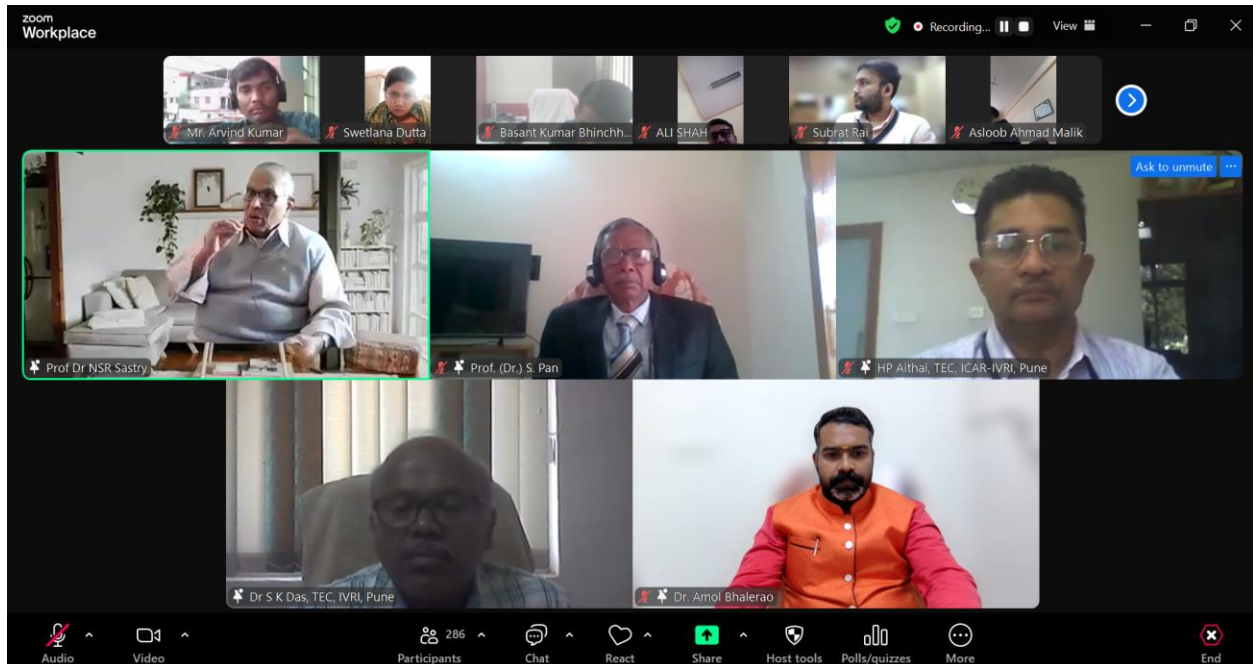 zoom
Workplace
Recording...
View
Mr. Arvind Kumar
Swetlana Dutta
Basant Kumar Bhinchh...
ALI SHAH
Subrat Rai
Asloob Ahmad Malik
Ask to unmute
...
Prof Dr NSR Sastry
Prof. (Dr.) S. Pan
HP Aithal, TEC, ICAR-IVRI, Pune
Dr S K Das, TEC, IVRI, Pune
Dr. Amol Bhalerao
Audio
Video
286
Participants
Chat
React
Share
Host tools
Polls/quizzes
More
End